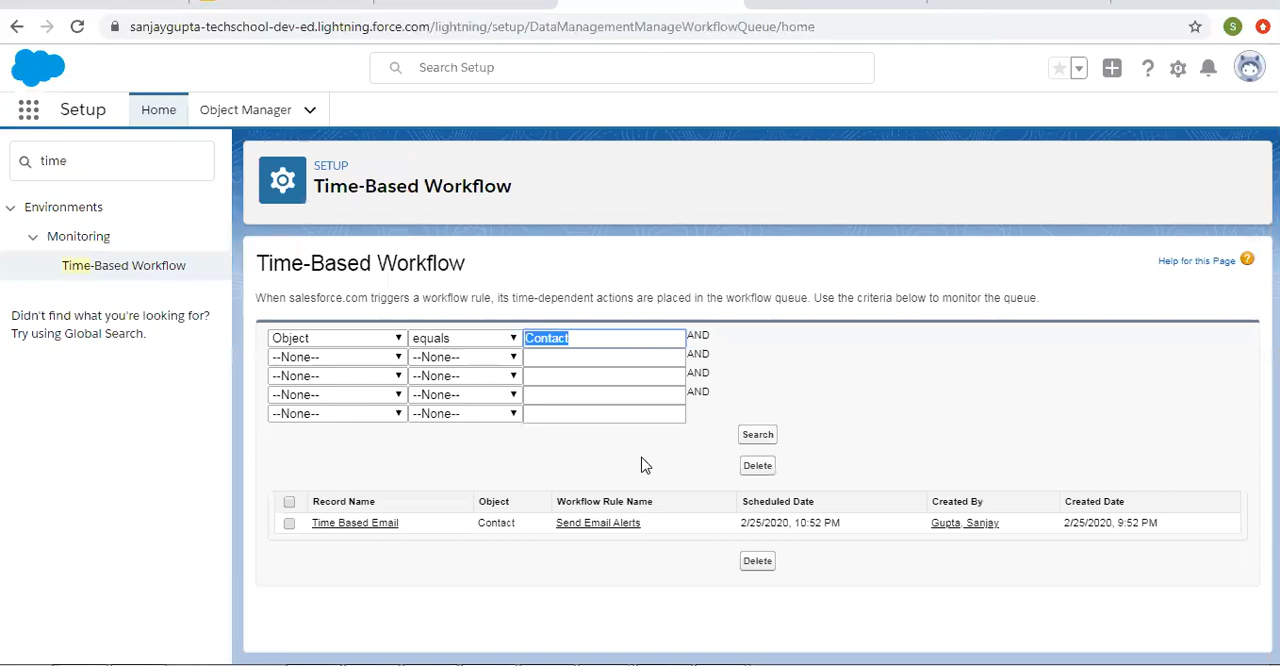 sanjaygupta-techschool-dev-ed.lightning.force.com/lightning/setup/DataManagementManageWorkflowQueue/home
S
Search Setup
Setup Home Object Manager
time
Environments
Monitoring
Time-Based Workflow
Didn't find what you're looking for?
Try using Global Search.
SETUP
Time-Based Workflow
Time-Based Workflow
Help for this Page ?
When salesforce.com triggers a workflow rule, its time-dependent actions are placed in the workflow queue. Use the criteria below to monitor the queue.
Object equals Contact AND
--None-- --None-- AND
--None-- --None-- AND
--None-- --None-- AND
--None-- --None--
Search
Delete
Record Name Object Workflow Rule Name Scheduled Date Created By Created Date
Time Based Email Contact Send Email Alerts 2/25/2020, 10:52 PM Gupta, Sanjay 2/25/2020, 9:52 PM
Delete